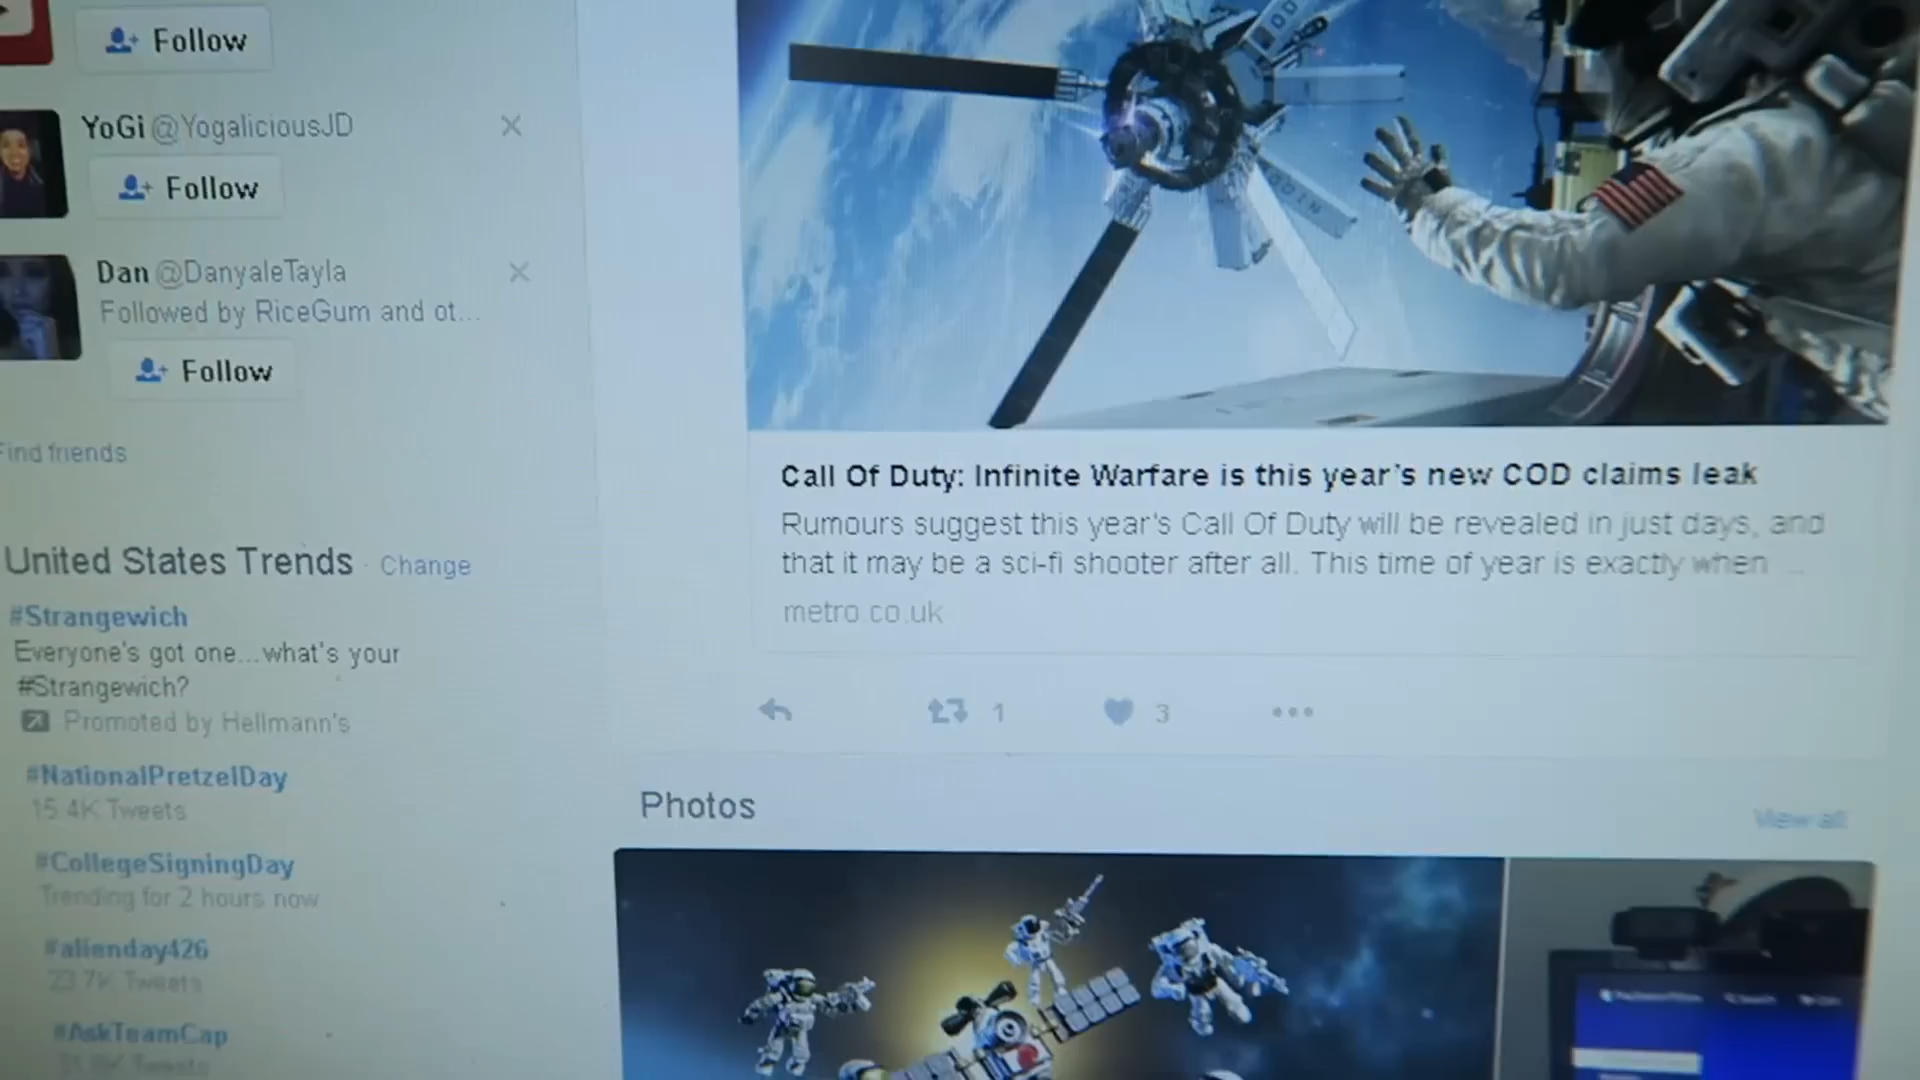 Follow
YoGi @YogaliciousJD
Follow
Dan @DanyaleTayla
Followed by RiceGum and ot...
Follow
Find friends
United States Trends · Change
#Strangewich
Everyone's got one...what's your
#Strangewich?
Promoted by Hellmann's
#NationalPretzelDay
15.4K Tweets
#CollegeSigningDay
Trending for 2 hours now
#alienday426
23.7K Tweets
#AskTeamCap
Tweets
Call Of Duty: Infinite Warfare is this year's new COD claims leak
Rumours suggest this year's Call Of Duty will be revealed in just days, and
that it may be a sci-fi shooter after all. This time of year is exactly when ...
metro.co.uk
1
3
Photos
View all